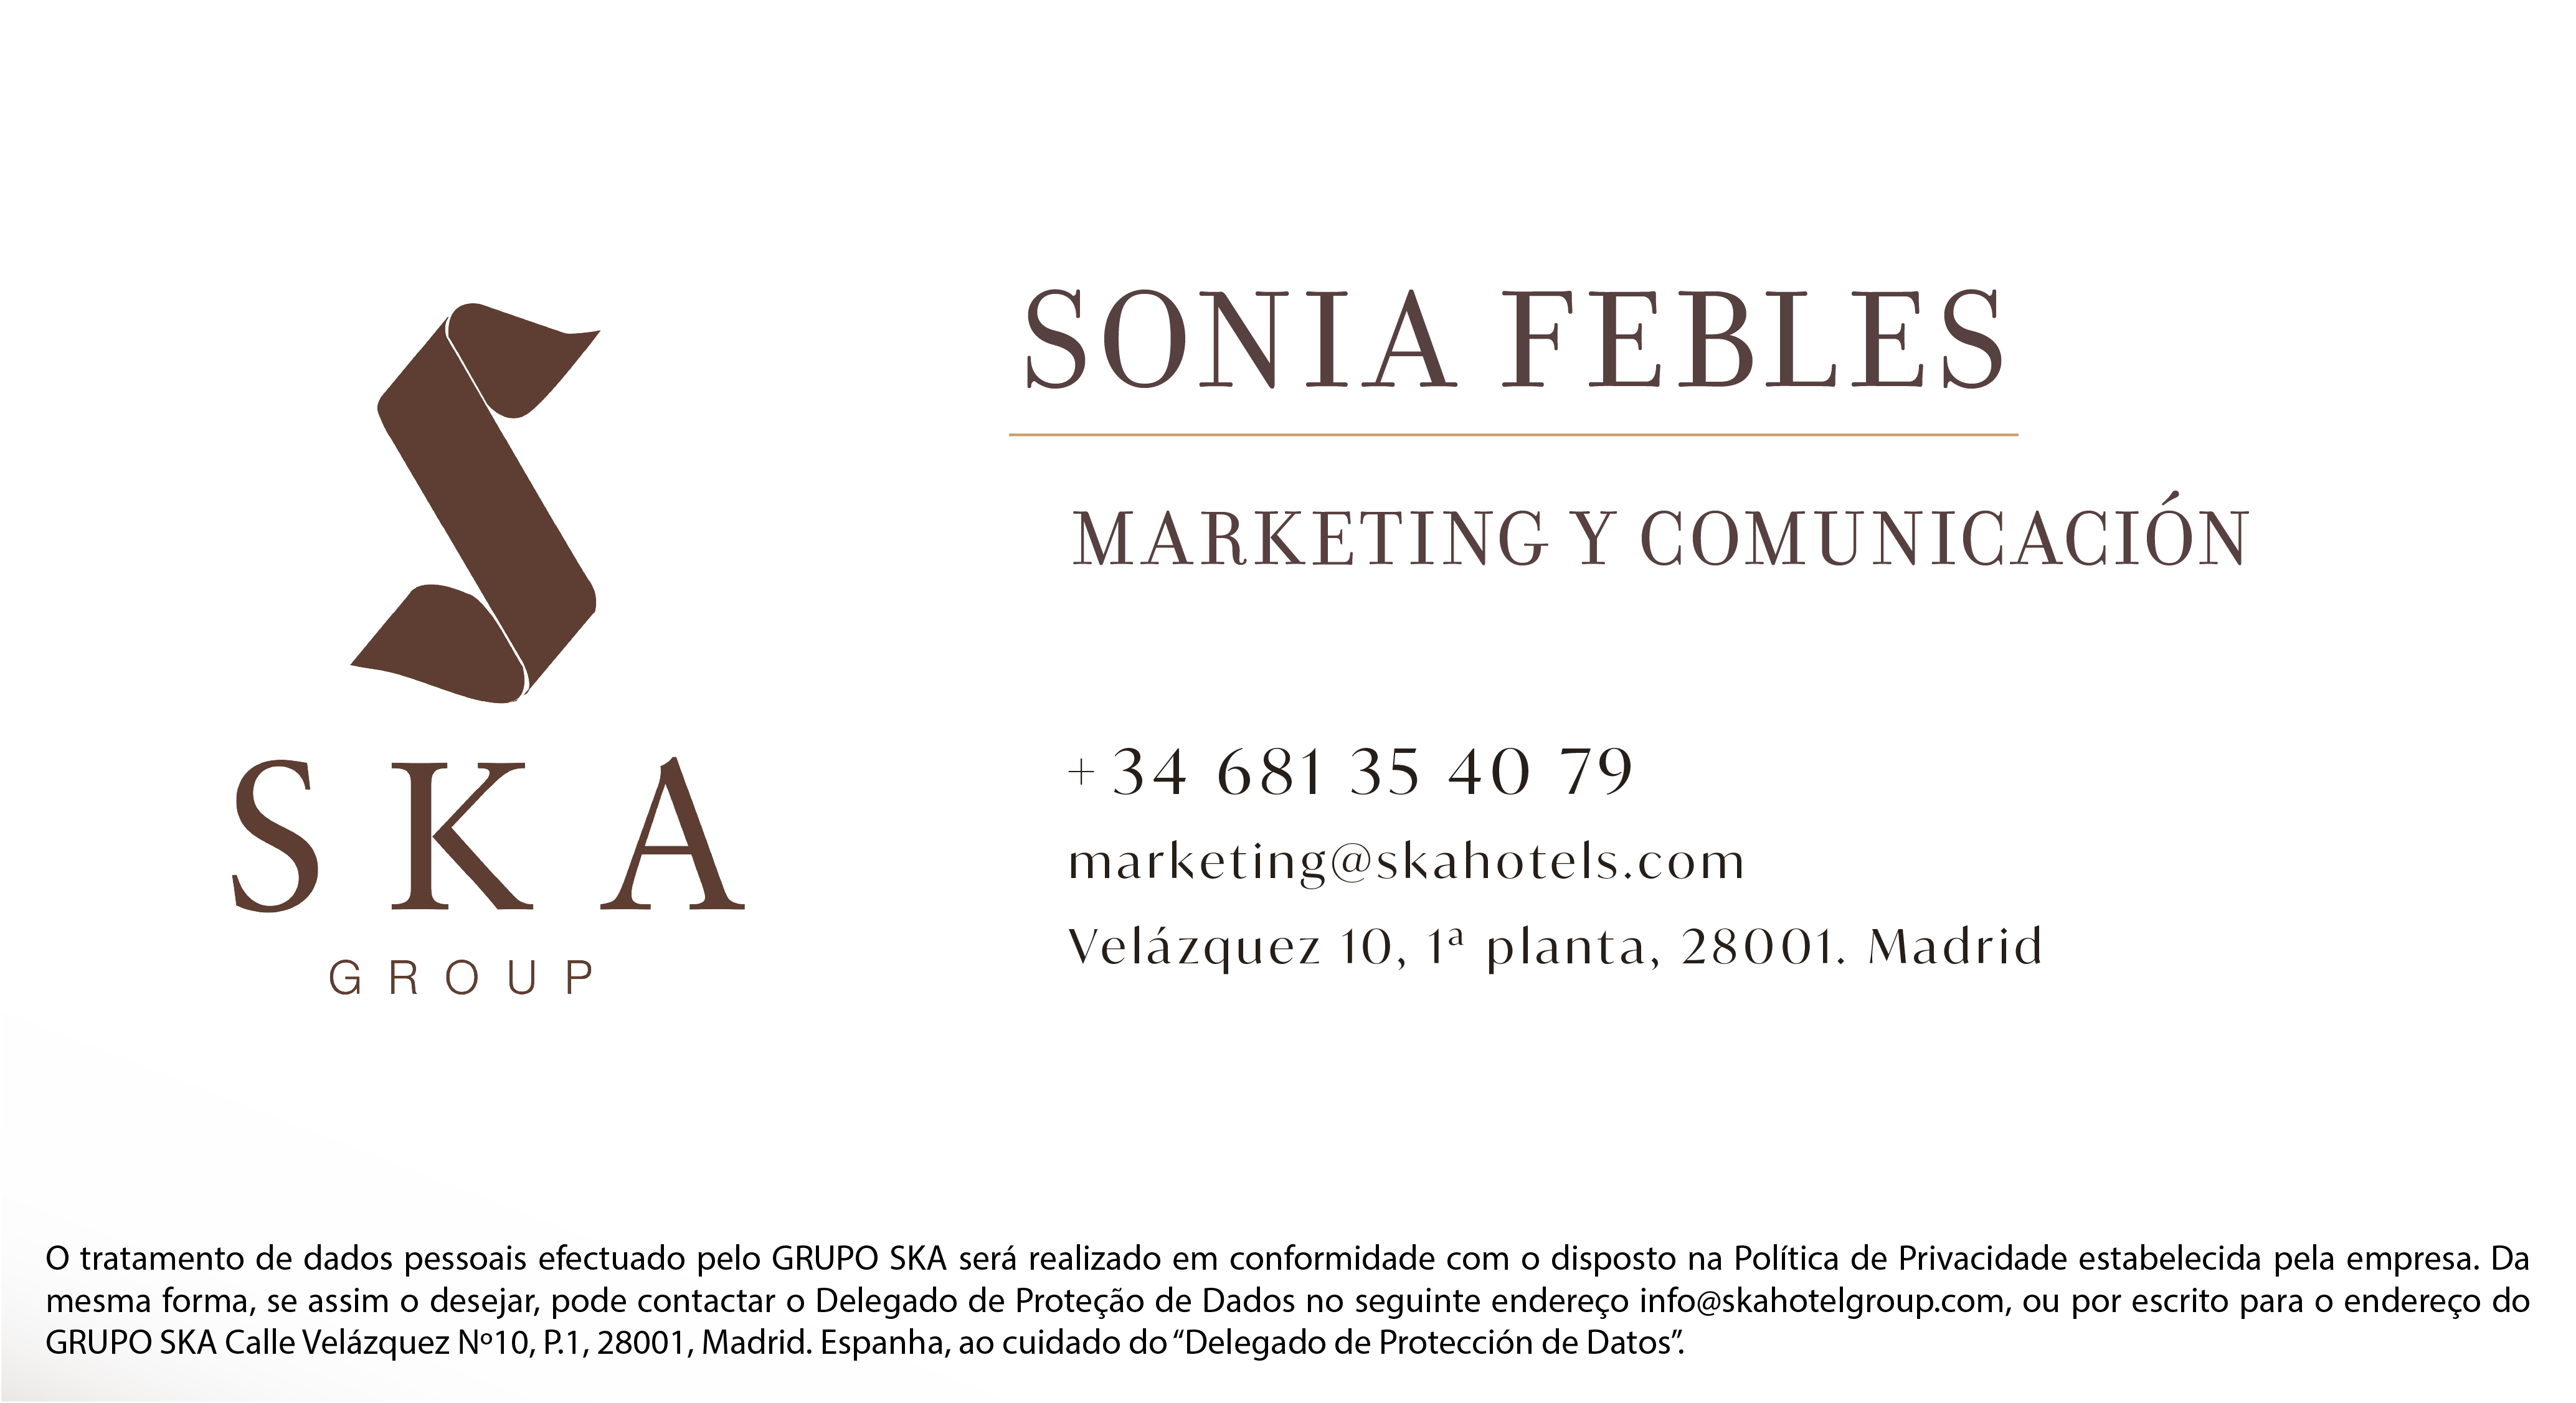 SKA
GROUP
SONIA FEBLES
MARKETING Y COMUNICACIÓN
+ 34 681 35 40 79
marketing@skahotels.com
Velázquez 10, 1ª planta, 28001. Madrid
O tratamento de dados pessoais efectuado pelo GRUPO SKA será realizado em conformidade com o disposto na Política de Privacidade estabelecida pela empresa. Da
mesma forma, se assim o desejar, pode contactar o Delegado de Proteção de Dados no seguinte endereço info@skahotelgroup.com, ou por escrito para o endereço do
GRUPO SKA Calle Velázquez Nº10, P.1, 28001, Madrid. Espanha, ao cuidado do “Delegado de Protección de Datos”.